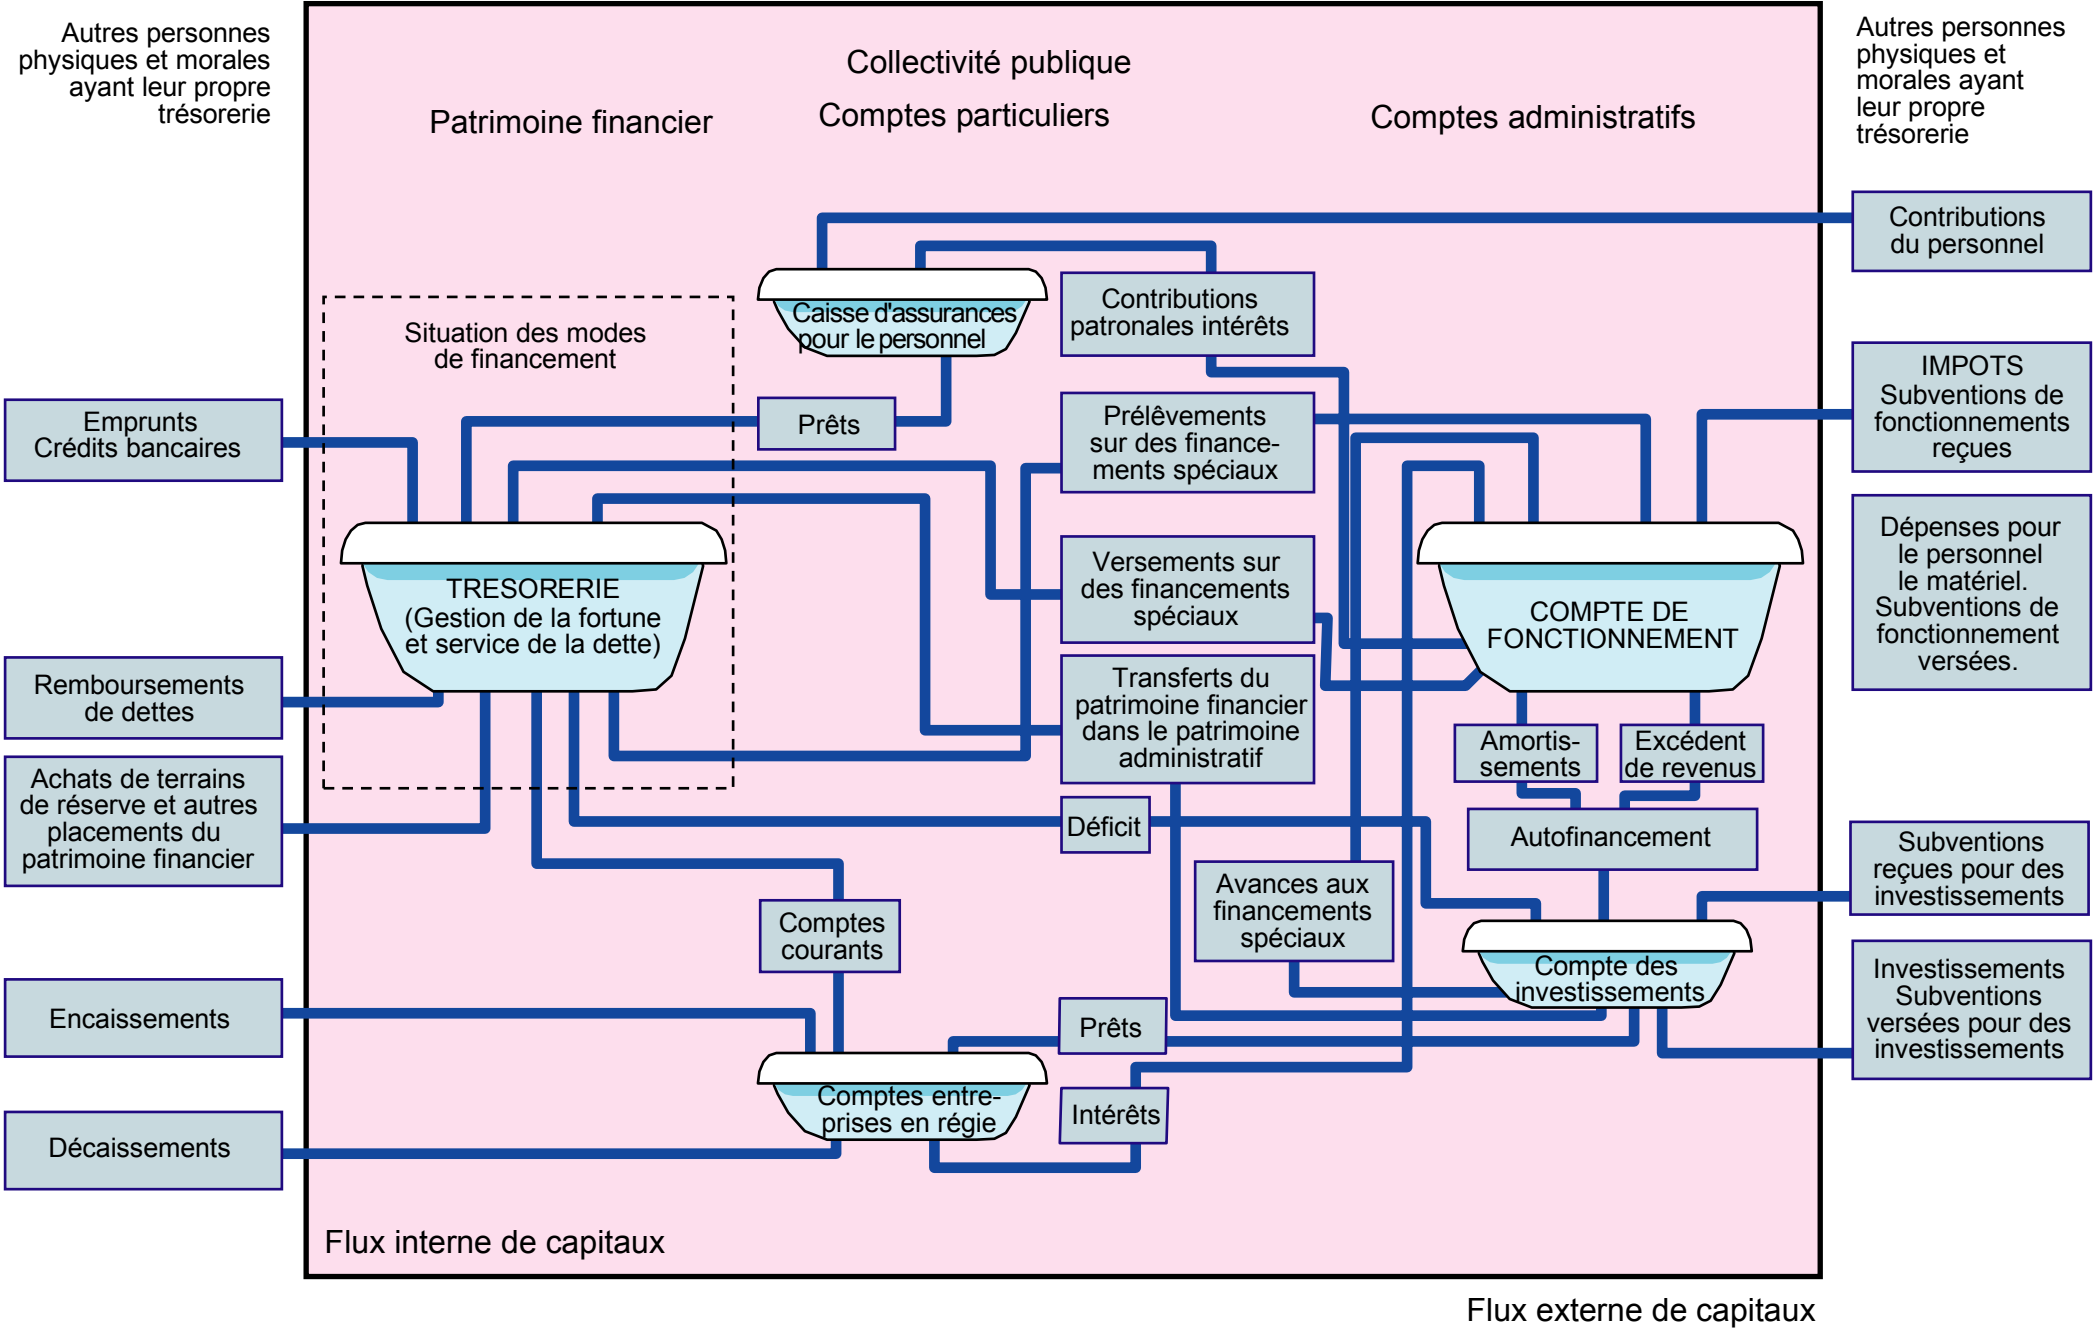 Autres personnes
physiques et morales
ayant leur propre
trésorerie
Collectivité publique
Patrimoine financier
Comptes particuliers
Comptes administratifs
Autres personnes
physiques et
morales ayant
leur propre
trésorerie
Contributions
du personnel
Caisse d'assurances
pour le personnel
Contributions
patronales intérêts
Situation des modes
de financement
IMPOTS
Subventions de
fonctionnements
reçues
Emprunts
Crédits bancaires
Prêts
Prélêvements
sur des finance-
ments spéciaux
Dépenses pour
le personnel
le matériel.
Subventions de
fonctionnement
versées.
TRESORERIE
(Gestion de la fortune
et service de la dette)
Versements sur
des financements
spéciaux
COMPTE DE
FONCTIONNEMENT
Remboursements
de dettes
Transferts du
patrimoine financier
dans le patrimoine
administratif
Amortis-
sements
Excédent
de revenus
Achats de terrains
de réserve et autres
placements du
patrimoine financier
Déficit
Autofinancement
Subventions
reçues pour des
investissements
Avances aux
financements
spéciaux
Comptes
courants
Compte des
investissements
Investissements
Subventions
versées pour des
investissements
Encaissements
Prêts
Comptes entre-
prises en régie
Intérêts
Décaissements
Flux interne de capitaux
Flux externe de capitaux